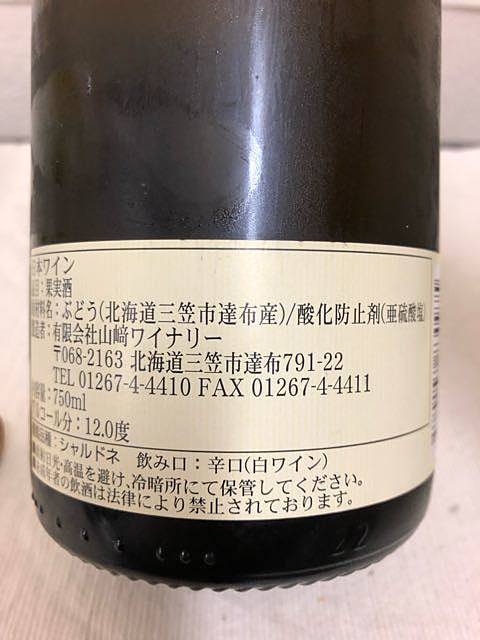 日本ワイン
品目：果実酒
原材料名：ぶどう(北海道三笠市達布産)/酸化防止剤(亜硫酸塩)
製造者：有限会社山﨑ワイナリー
〒068-2163 北海道三笠市達布791-22
TEL 01267-4-4410 FAX 01267-4-4411
内容量：750ml
アルコール分：12.0度
品種：シャルドネ　飲み口：辛口(白ワイン)
日光・高温を避け、冷暗所にて保管してください。
未成年者の飲酒は法律により禁止されております。